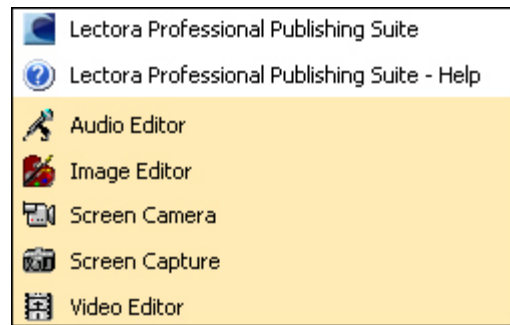 Lectora Professional Publishing Suite
Lectora Professional Publishing Suite - Help
Audio Editor
Image Editor
Screen Camera
Screen Capture
Video Editor